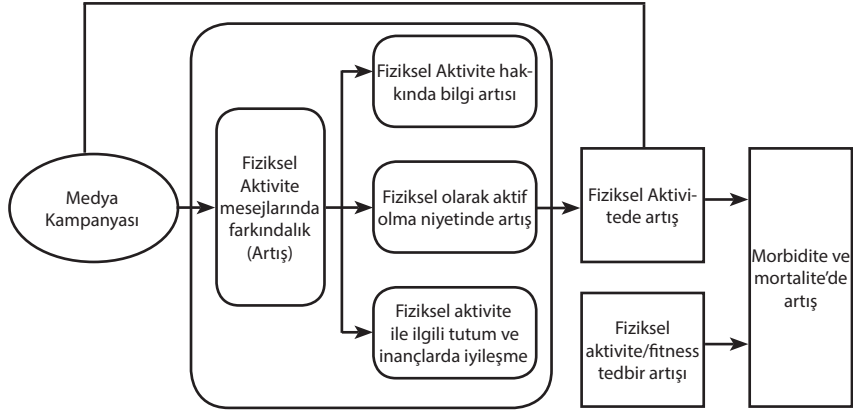 Medya
Kampanyası
Fiziksel
Aktivite
mesejlarında
farkındalık
(Artış)
Fiziksel Aktivite hak-
kında bilgi artısı
Fiziksel olarak aktif
olma niyetinde artış
Fiziksel aktivite
ile ilgili tutum ve
inançlarda iyileşme
Fiziksel Aktivi-
tede artış
Fiziksel
aktivite/fitness
tedbir artışı
Morbidite ve
mortalite’de
artış